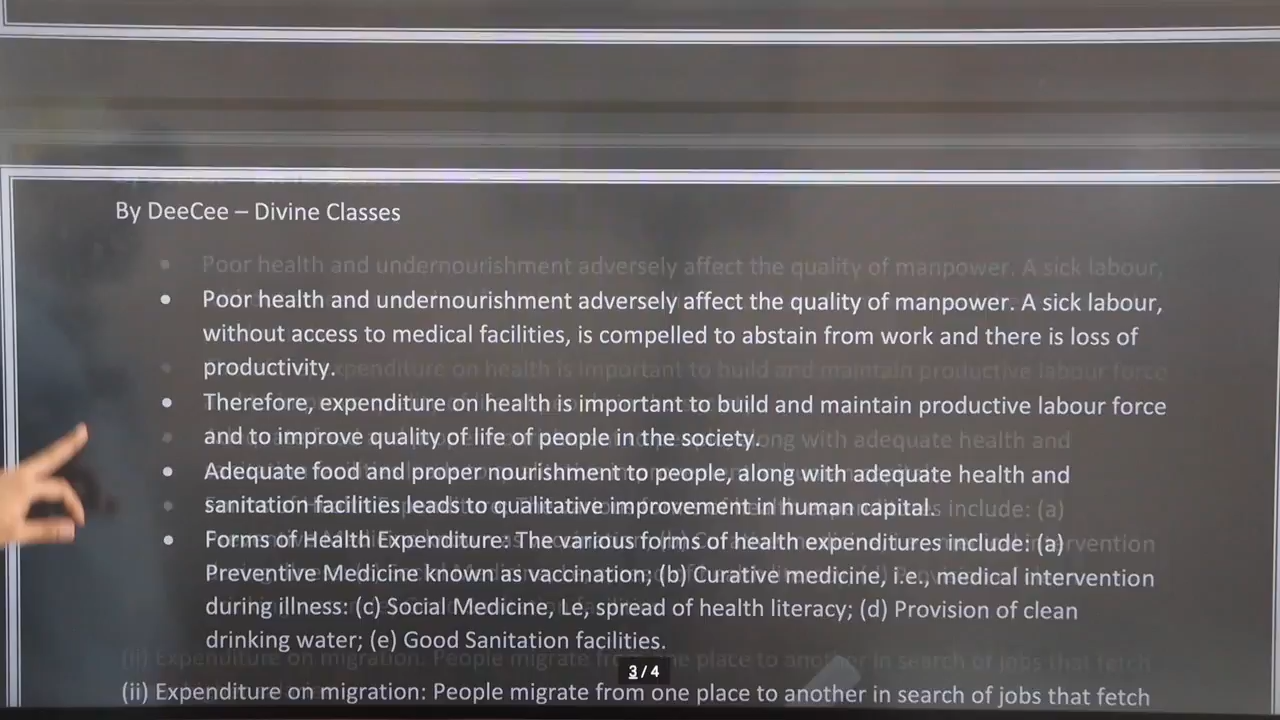 By DeeCee – Divine Classes
• Poor health and undernourishment adversely affect the quality of manpower. A sick labour,
without access to medical facilities, is compelled to abstain from work and there is loss of
productivity.
• Therefore, expenditure on health is important to build and maintain productive labour force
and to improve quality of life of people in the society.
• Adequate food and proper nourishment to people, along with adequate health and
sanitation facilities leads to qualitative improvement in human capital.
• Forms of Health Expenditure: The various forms of health expenditures include: (a)
Preventive Medicine known as vaccination; (b) Curative medicine, i.e., medical intervention
during illness: (c) Social Medicine, Le, spread of health literacy; (d) Provision of clean
drinking water; (e) Good Sanitation facilities.
3 / 4
(ii) Expenditure on migration: People migrate from one place to another in search of jobs that fetch